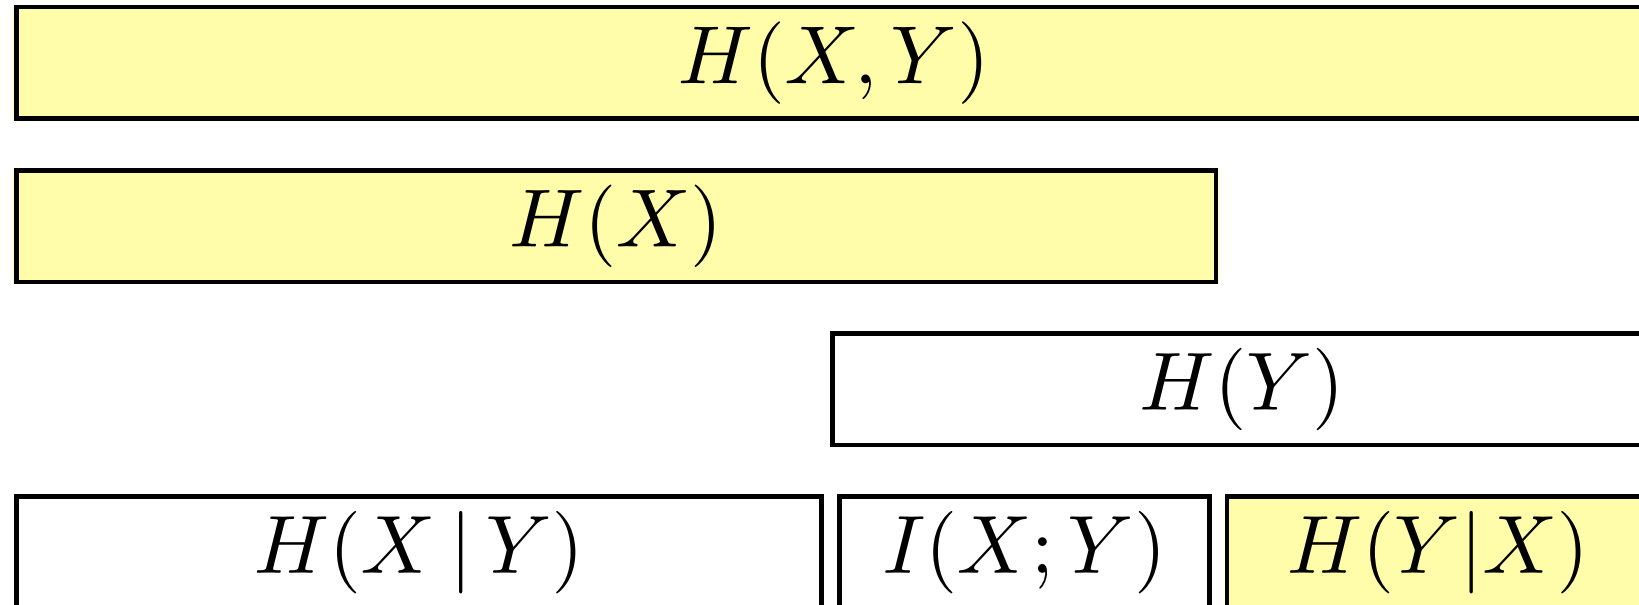 H(X, Y)
H(X)
H(Y)
H(X | Y) I(X; Y) H(Y|X)